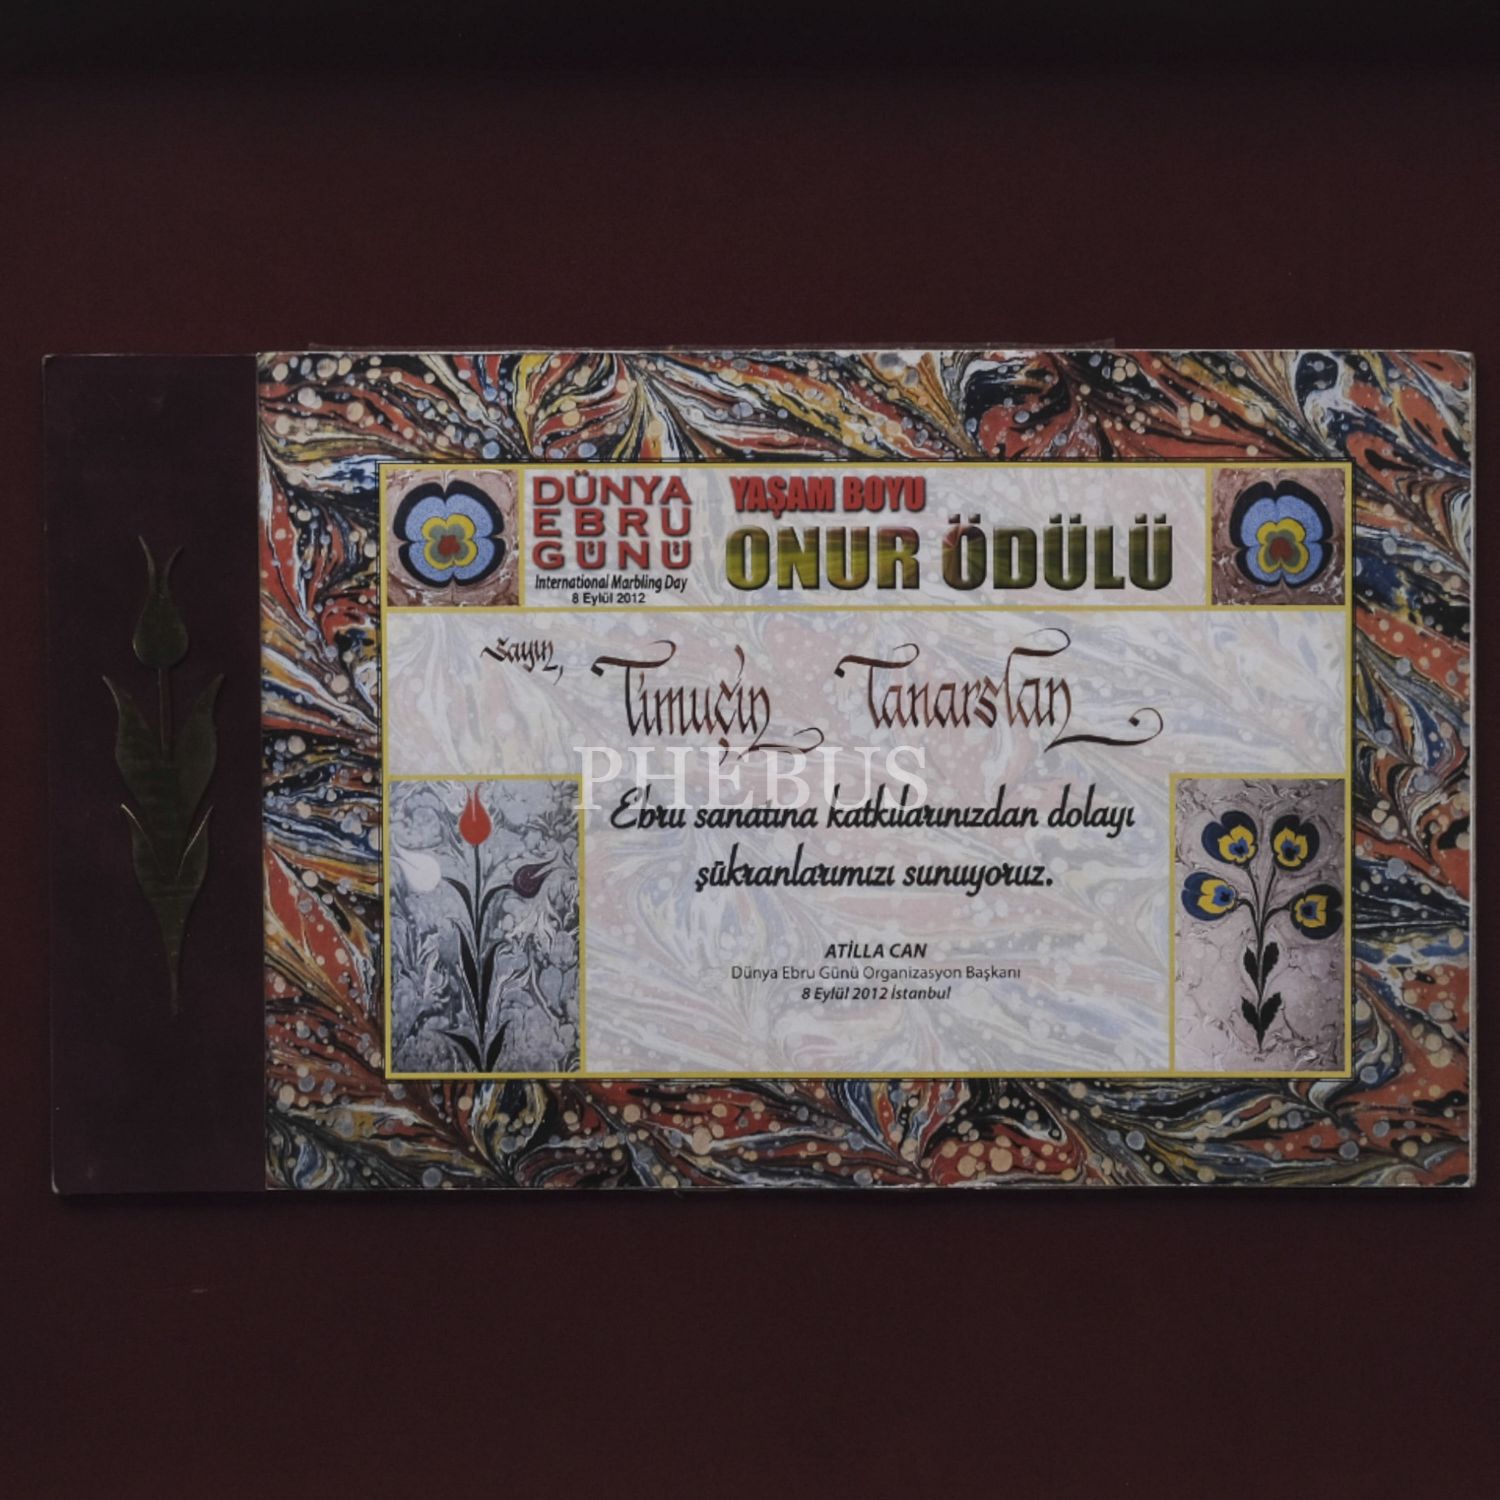 DÜNYA
EBRU
GÜNÜ
International Marbling Day
8 Eylül 2012
YAŞAM BOYU
ONUR ÖDÜLÜ
Sayın, Timuçin Tanarslan
PHEBUS
Ebru sanatına katkılarınızdan dolayı
şükranlarımızı sunuyoruz.
ATİLLA CAN
Dünya Ebru Günü Organizasyon Başkanı
8 Eylül 2012 İstanbul